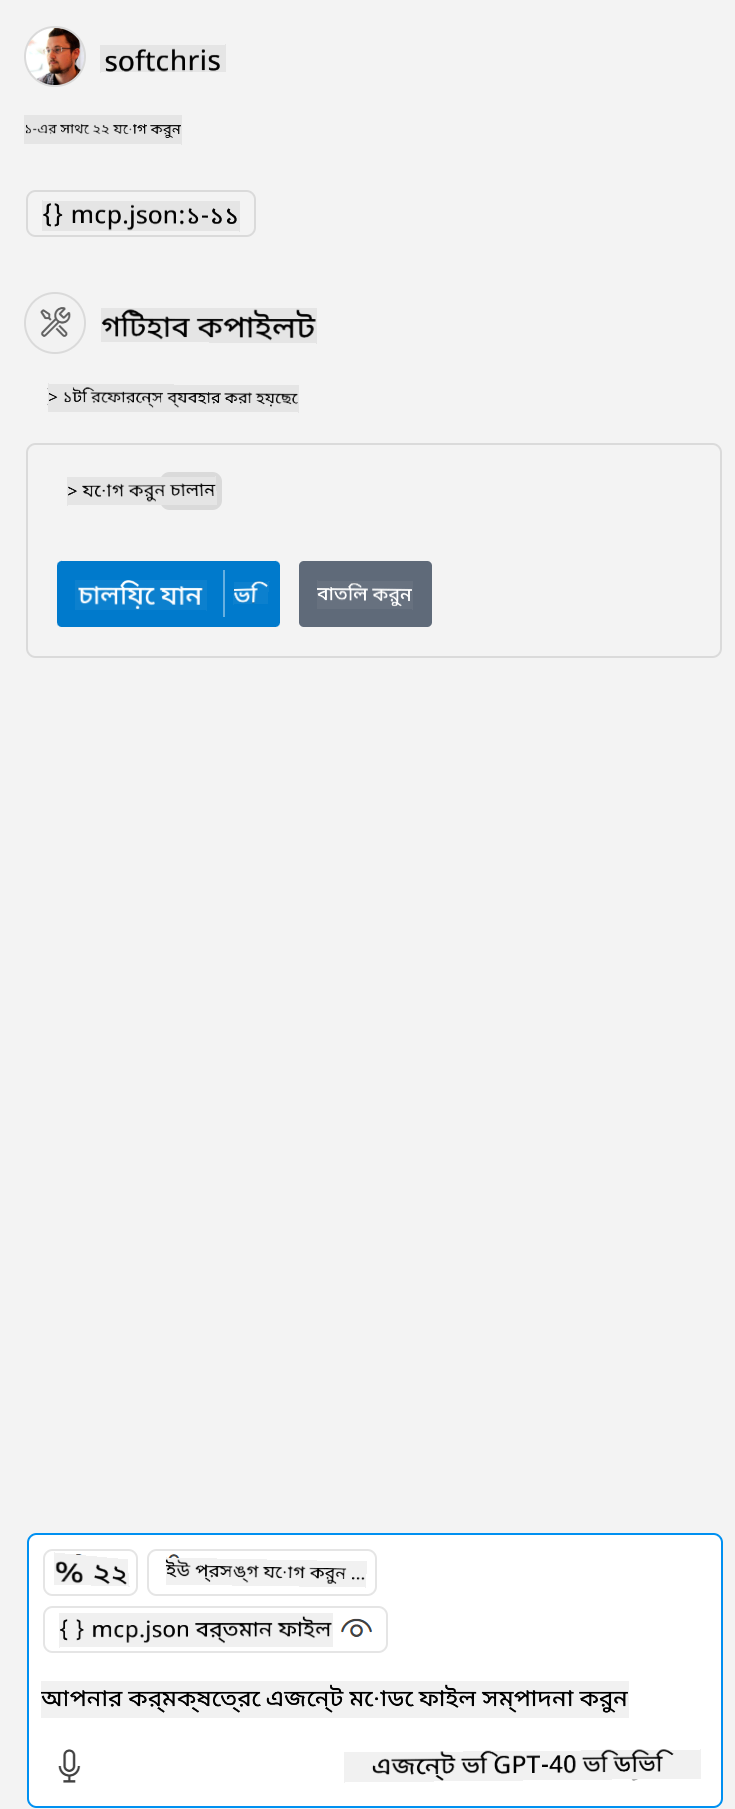 softchris
১-এর সাথে ২২ যোগ করুন
{} mcp.json:১-১১
গিটহাব কপাইলট
> ১টি রেফারেন্স ব্যবহার করা হয়েছে
> যোগ করুন চালান
চালিয়ে যান ভি
বাতিল করুন
% ২২
ইউ প্রসঙ্গ যোগ করুন ...
{ } mcp.json বর্তমান ফাইল
আপনার কর্মক্ষেত্রে এজেন্ট মোডে ফাইল সম্পাদনা করুন
এজেন্ট ভি GPT-40 ভি